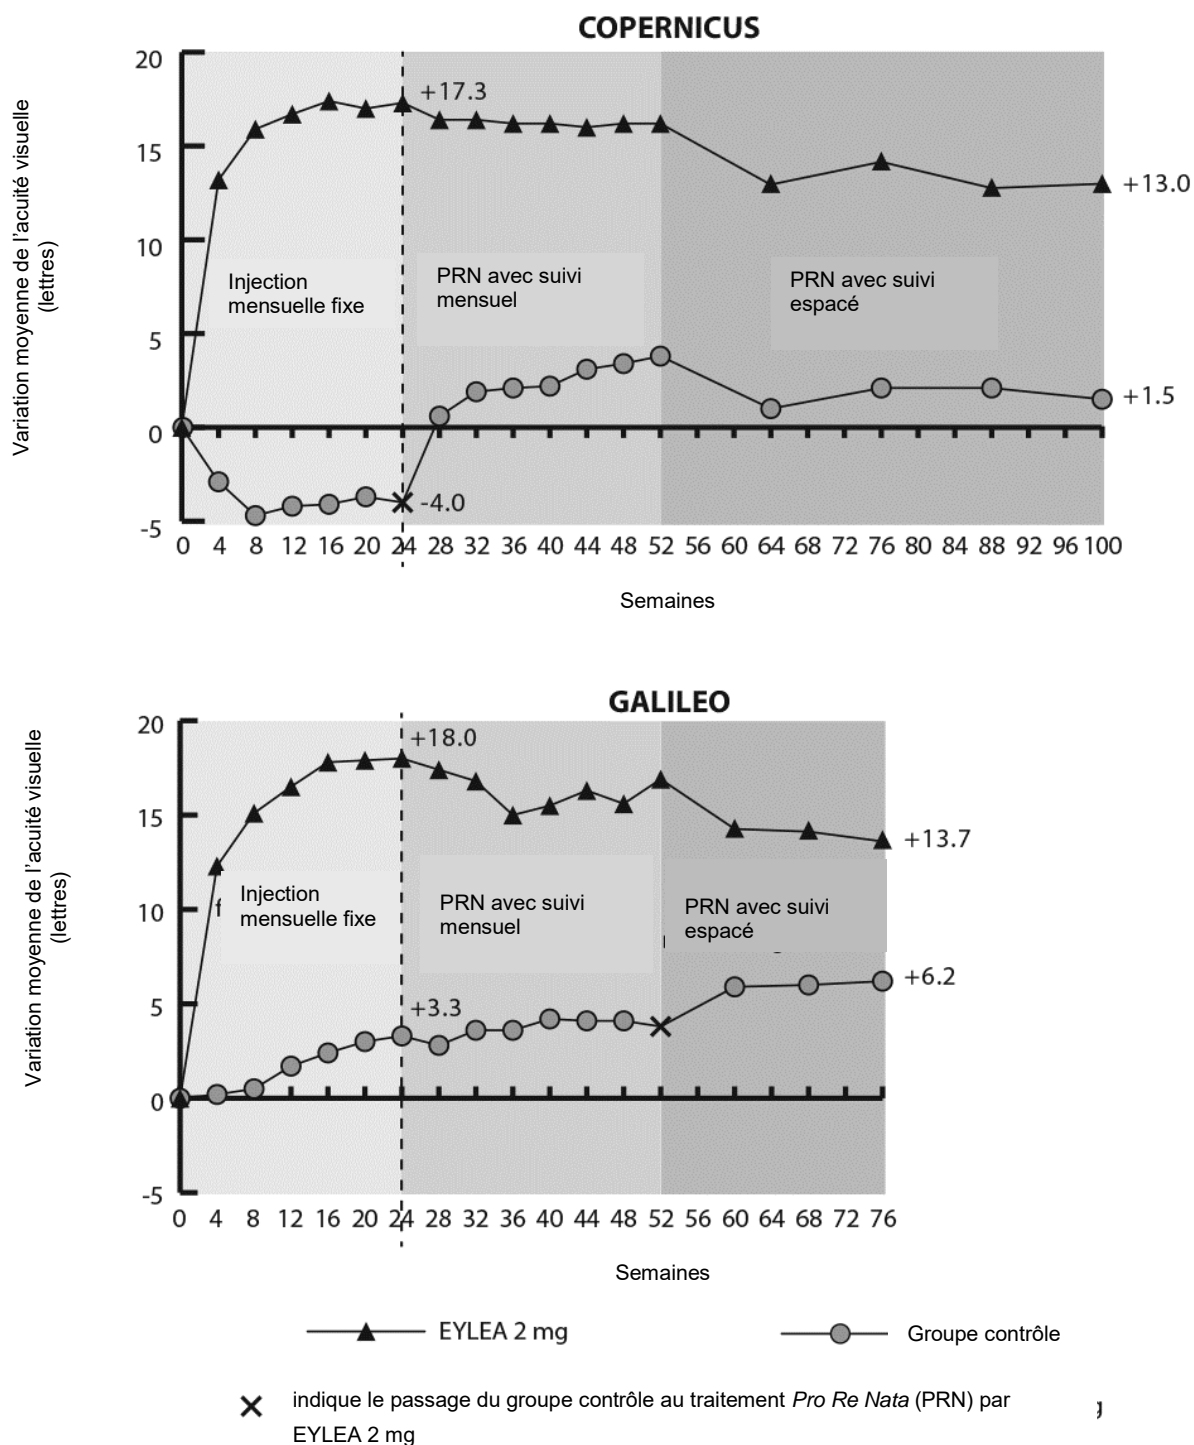 COPERNICUS
Variation moyenne de l'acuité visuelle
(lettres)
20
15
10
5
0
-5
+17.3
+13.0
Injection
mensuelle fixe
PRN avec suivi
mensuel
PRN avec suivi
espacé
+1.5
-4.0
0 4 8 12 16 20 24 28 32 36 40 44 48 52 56 60 64 68 72 76 80 84 88 92 96 100
Semaines
GALILEO
Variation moyenne de l'acuité visuelle
(lettres)
20
15
10
5
0
-5
+18.0
+13.7
Injection
mensuelle fixe
PRN avec suivi
mensuel
PRN avec suivi
espacé
+3.3
+6.2
0 4 8 12 16 20 24 28 32 36 40 44 48 52 56 60 64 68 72 76
Semaines
EYLEA 2 mg
Groupe contrôle
indique le passage du groupe contrôle au traitement Pro Re Nata (PRN) par
EYLEA 2 mg